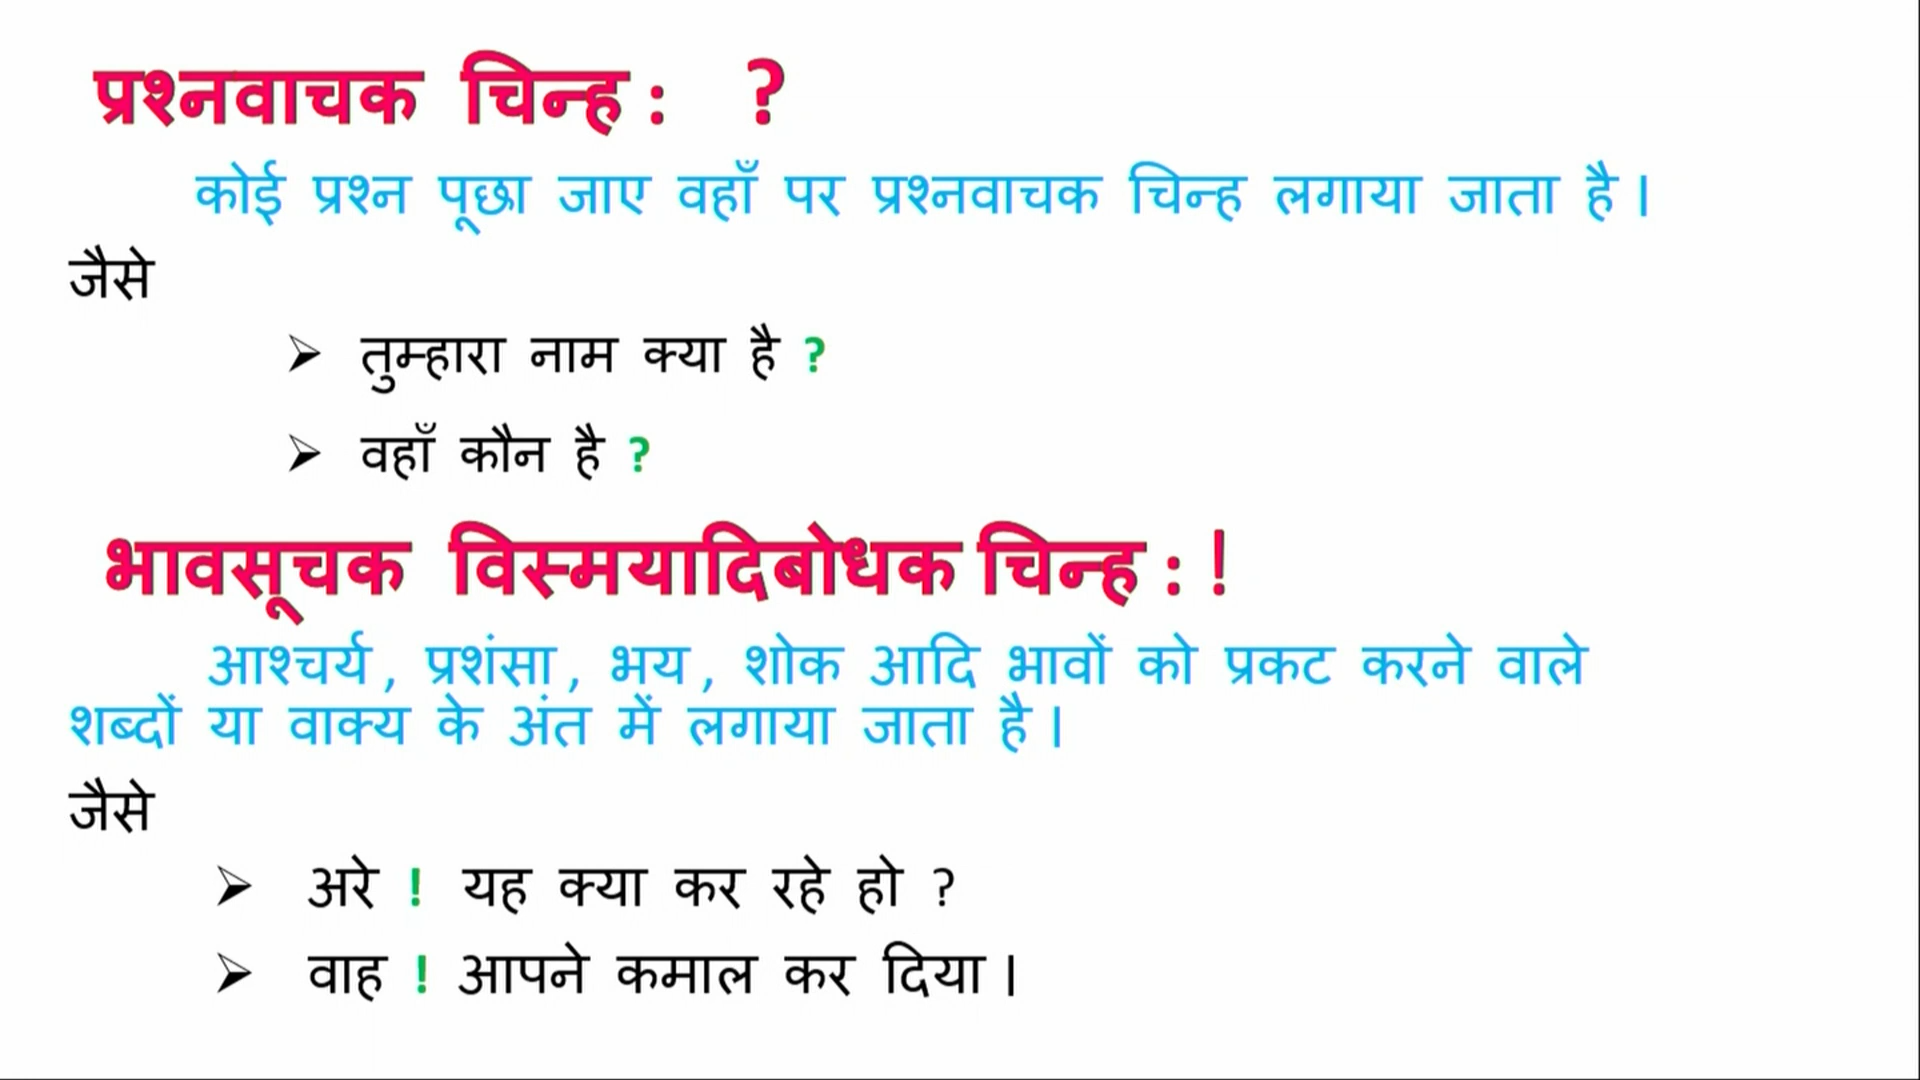 प्रश्नवाचक चिन्ह : ?
कोई प्रश्न पूछा जाए वहाँ पर प्रश्नवाचक चिन्ह लगाया जाता है ।
जैसे
➢ तुम्हारा नाम क्या है ?
➢ वहाँ कौन है ?
भावसूचक विस्मयादिबोधक चिन्ह : !
आश्चर्य , प्रशंसा , भय , शोक आदि भावों को प्रकट करने वाले
शब्दों या वाक्य के अंत में लगाया जाता है ।
जैसे
➢ अरे ! यह क्या कर रहे हो ?
➢ वाह ! आपने कमाल कर दिया ।